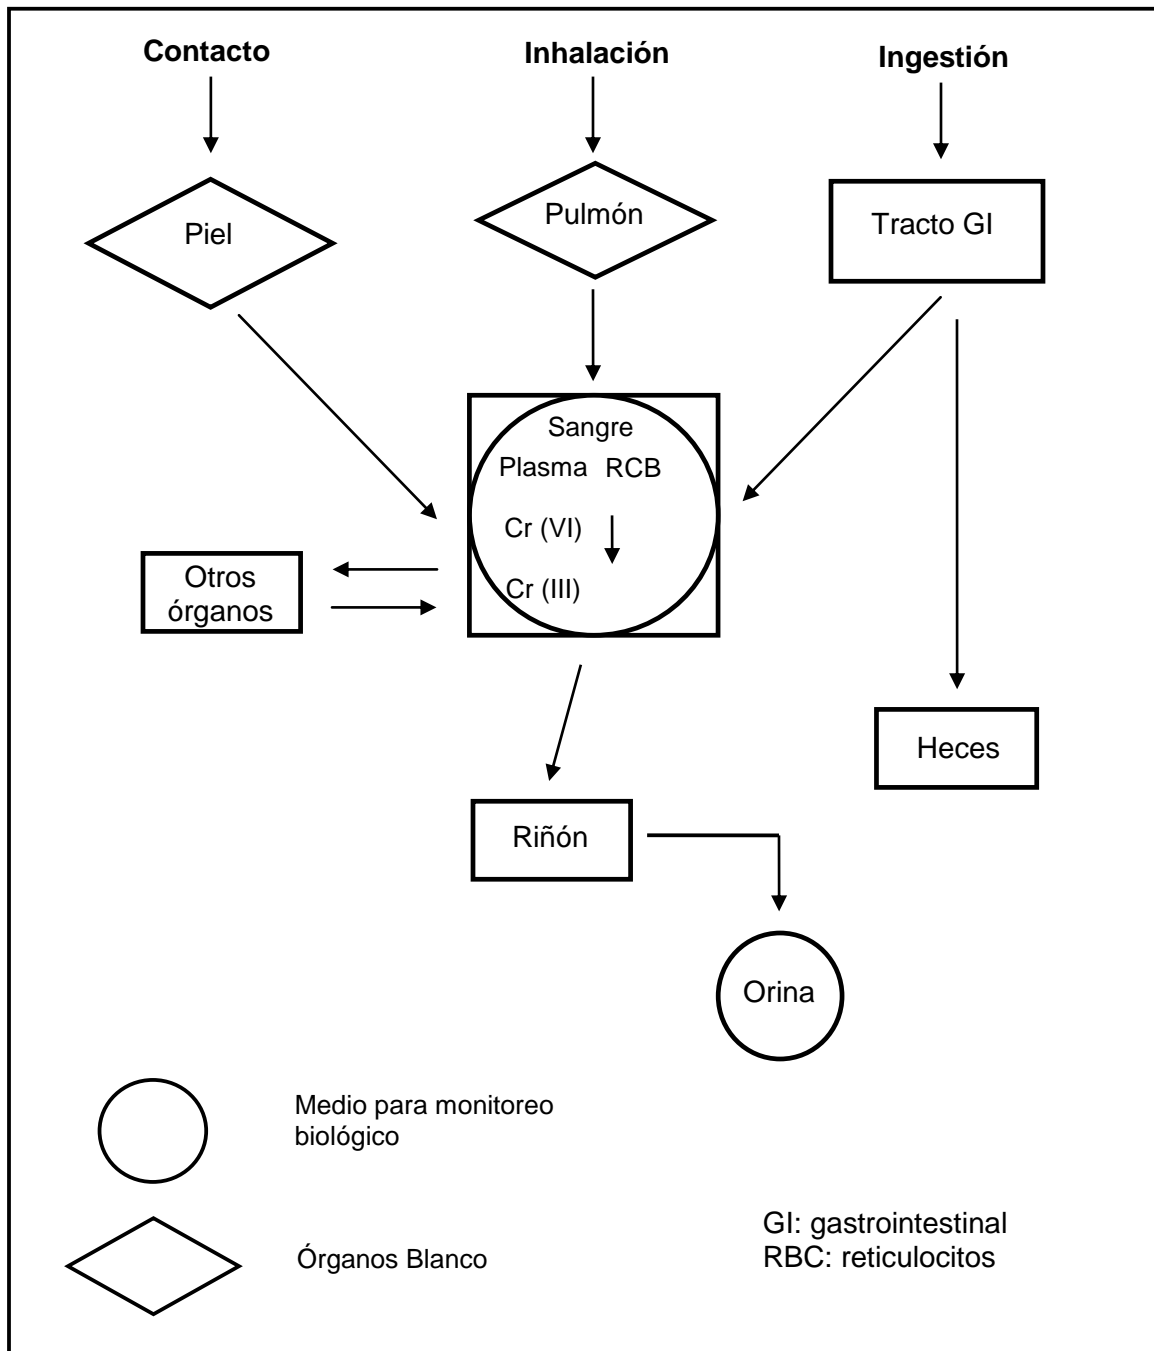 Contacto
Inhalación
Ingestión
Piel
Pulmón
Tracto GI
Sangre
Plasma RCB
Cr (VI)
Cr (III)
Otros
órganos
Heces
Riñón
Orina
Medio para monitoreo
biológico
Órganos Blanco
GI: gastrointestinal
RBC: reticulocitos